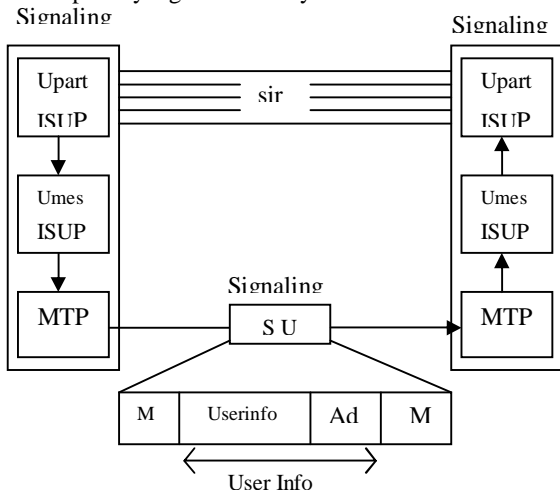 Signaling
Signaling
Upart
ISUP
sir
Upart
ISUP
Umes
ISUP
Umes
ISUP
Signaling
MTP
S U
MTP
M
Userinfo
Ad
M
User Info